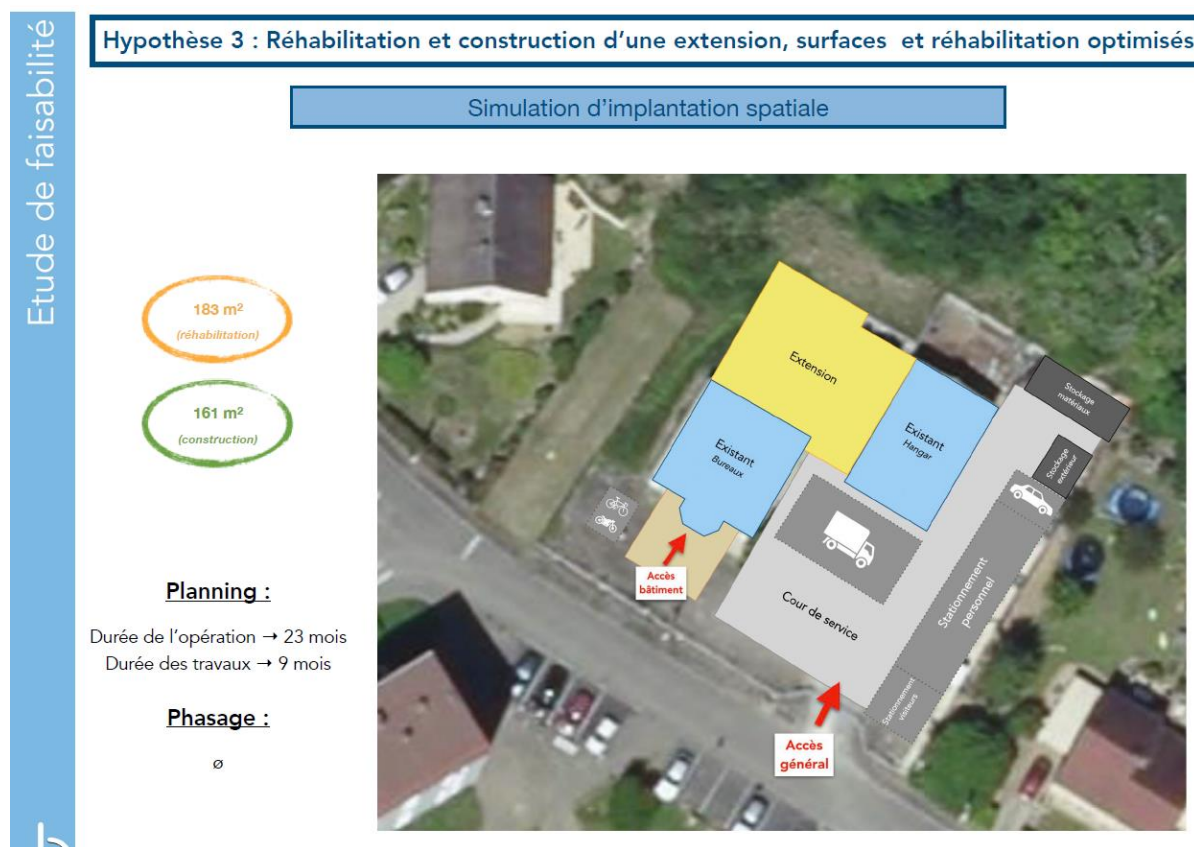 Etude de faisabilité
Hypothèse 3 : Réhabilitation et construction d'une extension, surfaces et réhabilitation optimisés
Simulation d'implantation spatiale
183 m²
(réhabilitation)
161 m²
(construction)
Planning :
Durée de l'opération → 23 mois
Durée des travaux → 9 mois
Phasage :
ø
Extension
Existant
Bureaux
Existant
Hangar
Stockage
matériaux
Stockage
extérieur
Accès
bâtiment
Cour de service
Stationnement
personnel
Stationnement
visiteurs
Accès
général